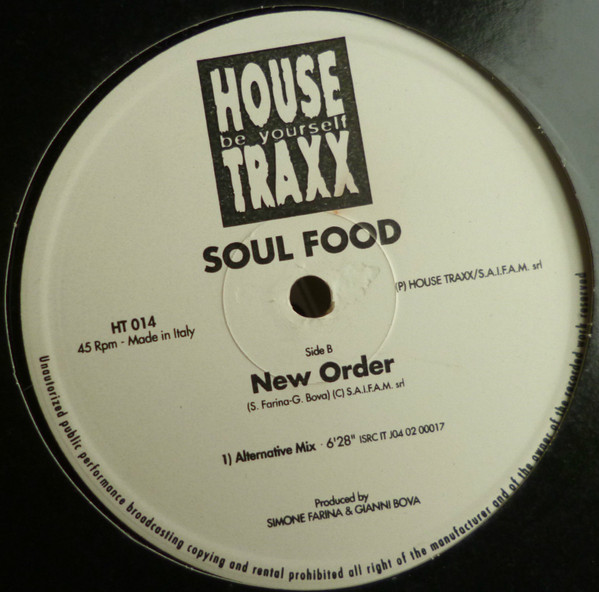 HOUSE
be yourself
TRAXX
SOUL FOOD
(P) HOUSE TRAXX/S.A.I.F.A.M. srl
HT 014
45 Rpm - Made in Italy
Side B
New Order
(S. Farina-G. Bova) (C) S.A.I.F.A.M. srl
1) Alternative Mix · 6'28" ISRC IT J04 02 00017
Produced by
SIMONE FARINA & GIANNI BOVA
Unautorized public performance broadcasting copying and rental prohibited all right of the manufacturer and of the owner of the recorded work reserved